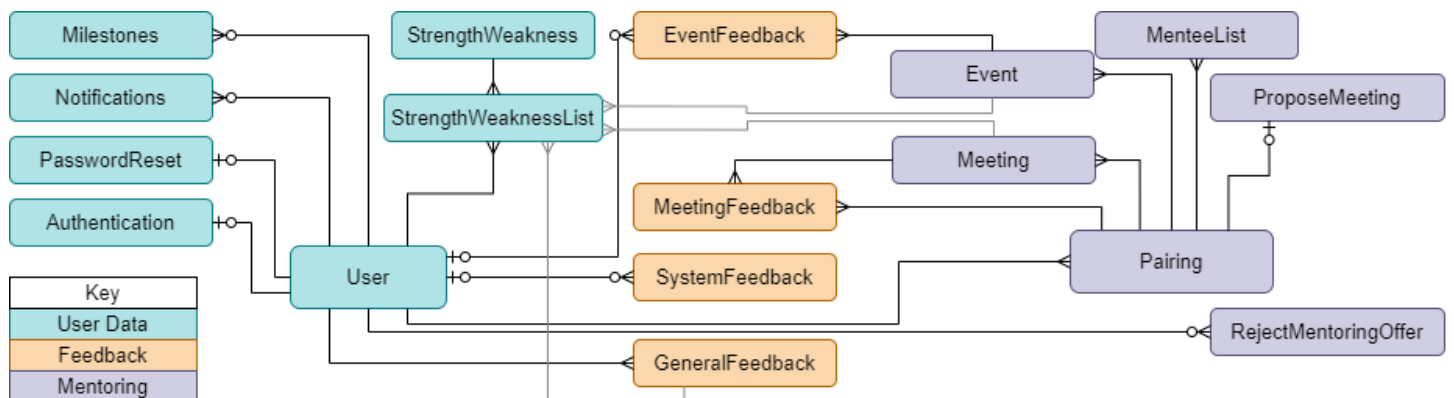 Milestones
StrengthWeakness
EventFeedback
MenteeList
Event
Notifications
ProposeMeeting
StrengthWeaknessList
PasswordReset
Meeting
MeetingFeedback
Authentication
Pairing
User
SystemFeedback
Key
User Data
RejectMentoringOffer
Feedback
GeneralFeedback
Mentoring